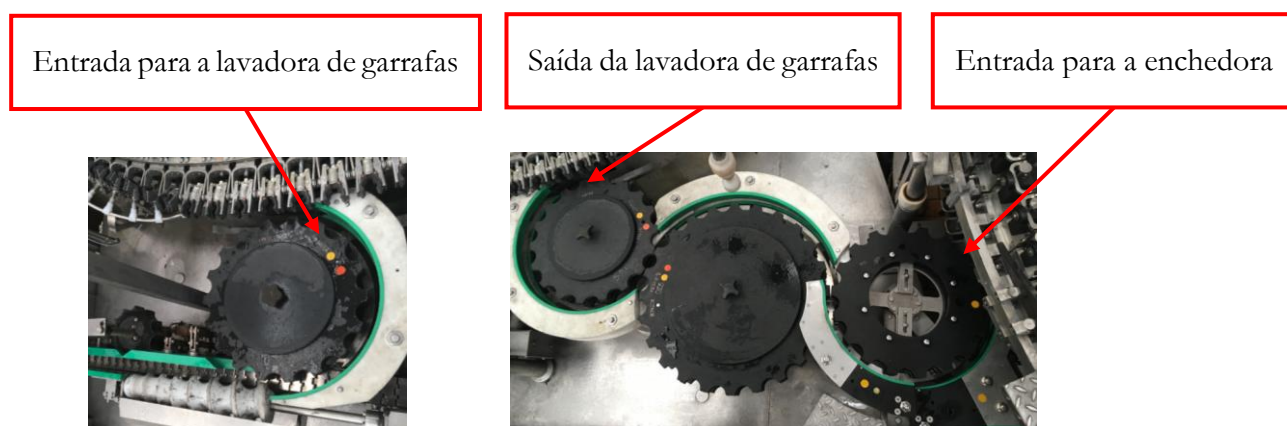 Entrada para a lavadora de garrafas
Saída da lavadora de garrafas
Entrada para a enchedora